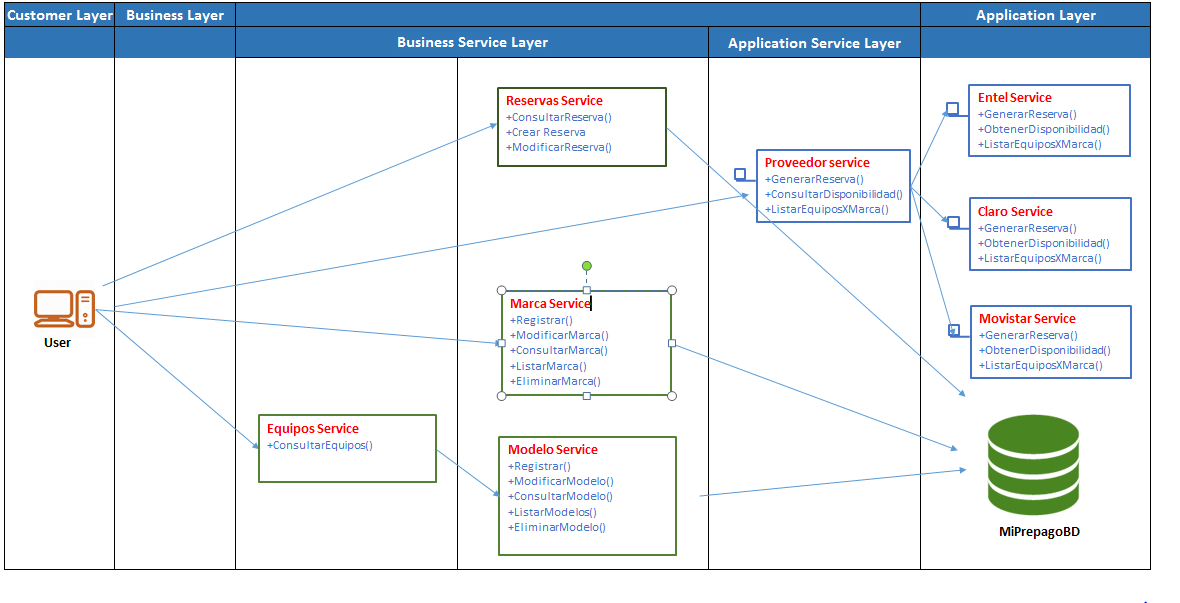 Customer Layer
Business Layer
Application Layer
Business Service Layer
Application Service Layer
Reservas Service
+ConsultarReserva()
+Crear Reserva
+ModificarReserva()
Proveedor service
+GenerarReserva()
+ConsultarDisponibilidad()
+ListarEquiposXMarca()
Entel Service
+GenerarReserva()
+ObtenerDisponibilidad()
+ListarEquiposXMarca()
Claro Service
+GenerarReserva()
+ObtenerDisponibilidad()
+ListarEquiposXMarca()
Movistar Service
+GenerarReserva()
+ObtenerDisponibilidad()
+ListarEquiposXMarca()
User
Marca Service
+Registrar()
+ModificarMarca()
+ConsultarMarca()
+ListarMarca()
+EliminarMarca()
Equipos Service
+ConsultarEquipos()
Modelo Service
+Registrar()
+ModificarModelo()
+ConsultarModelo()
+ListarModelos()
+EliminarModelo()
MiPrepagoBD